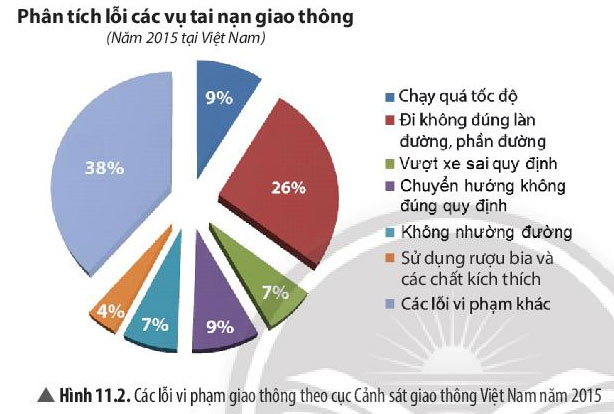 Phân tích lỗi các vụ tai nạn giao thông
(Năm 2015 tại Việt Nam)
9%
38%
26%
4%
7%
9%
7%
Chạy quá tốc độ
Đi không đúng làn
đường, phần đường
Vượt xe sai quy định
Chuyển hướng không
đúng quy định
Không nhường đường
Sử dụng rượu bia và
các chất kích thích
Các lỗi vi phạm khác
▲ Hình 11.2. Các lỗi vi phạm giao thông theo cục Cảnh sát giao thông Việt Nam năm 2015